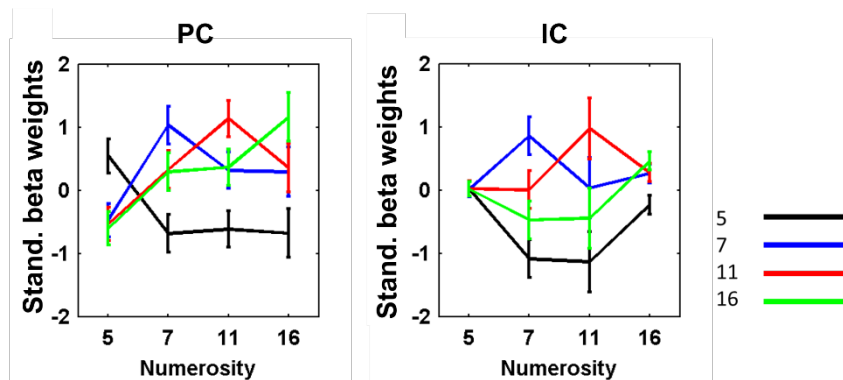 PC
Stand. beta weights
2
1
0
-1
-2
5 7 11 16
Numerosity
IC
Stand. beta weights
2
1
0
-1
-2
5 7 11 16
Numerosity
5
7
11
16